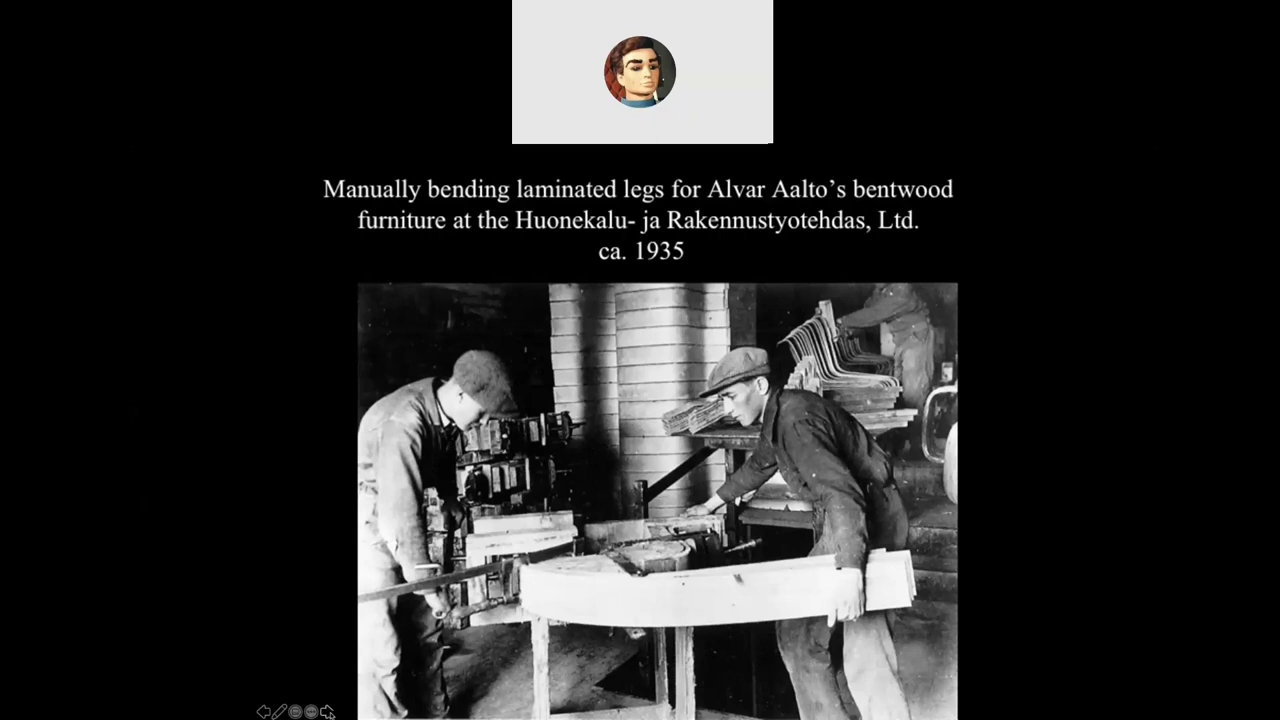 Manually bending laminated legs for Alvar Aalto’s bentwood
furniture at the Huonekalu- ja Rakennustyotehdas, Ltd.
ca. 1935